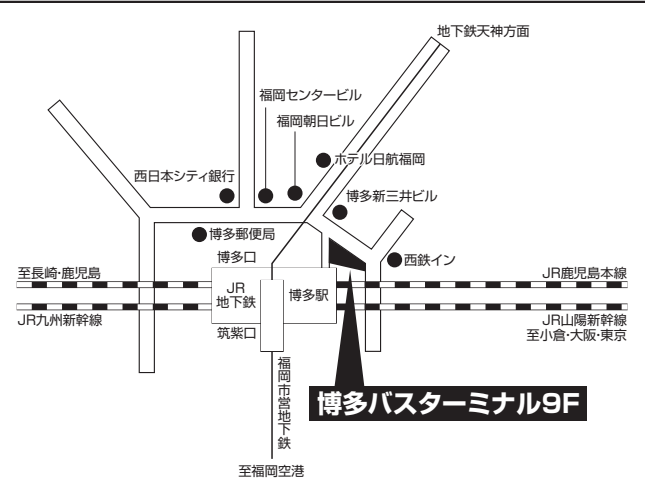 地下鉄天神方面
福岡センタービル
福岡朝日ビル
ホテル日航福岡
西日本シティ銀行
博多新三井ビル
博多郵便局
博多口
西鉄イン
至長崎・鹿児島
JR鹿児島本線
JR
地下鉄
博多駅
JR九州新幹線
JR山陽新幹線
至小倉・大阪・東京
筑紫口
福岡市営地下鉄
博多バスターミナル9F
至福岡空港